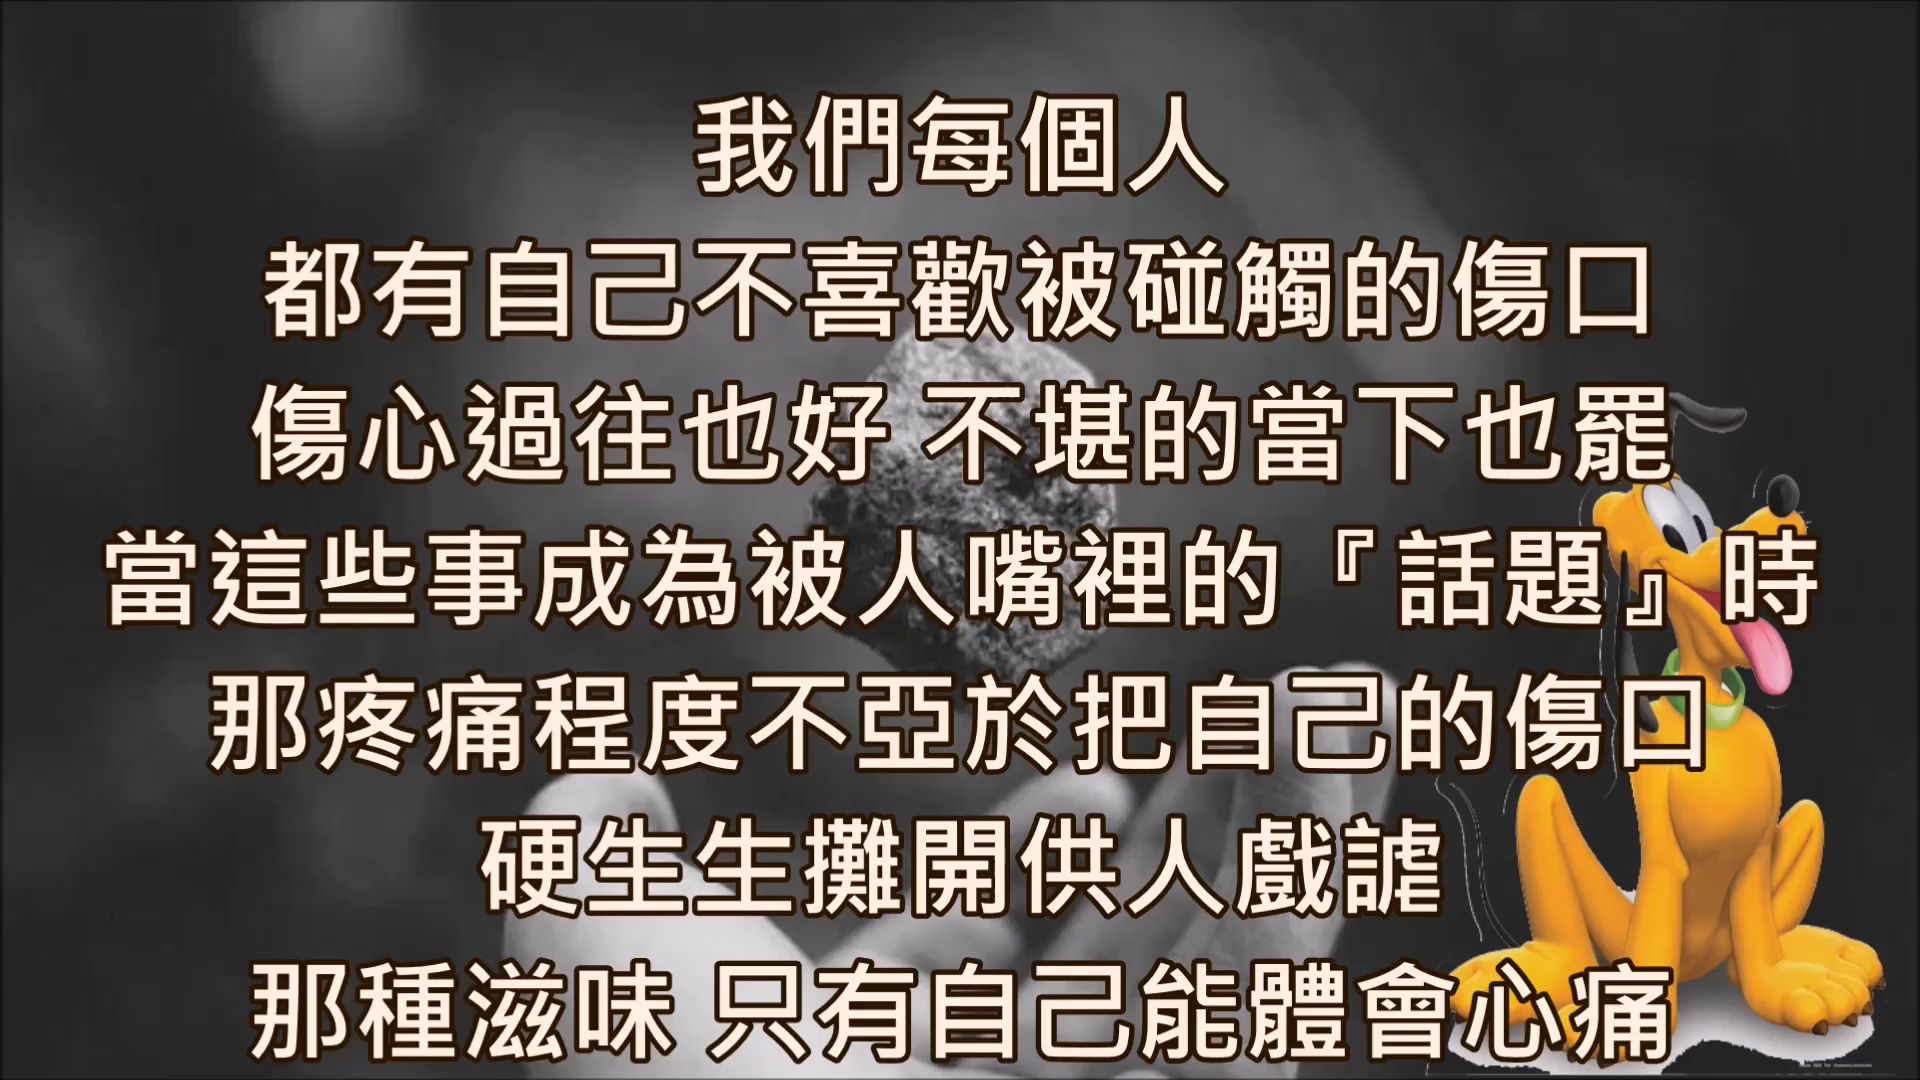 我們每個人
都有自己不喜歡被碰觸的傷口
傷心過往也好 不堪的當下也罷
當這些事成為被人嘴裡的『話題』時
那疼痛程度不亞於把自己的傷口
硬生生攤開供人戲謔
那種滋味 只有自己能體會心痛